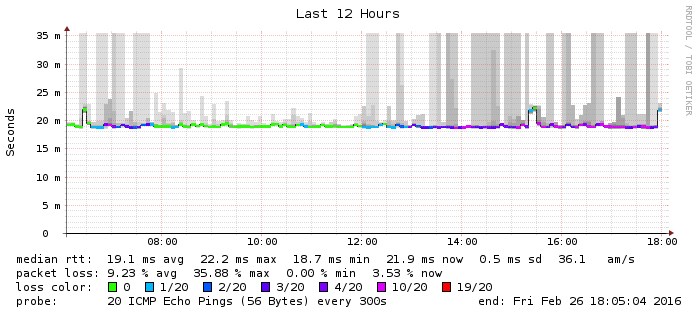 Last 12 Hours
RRDTOOL / TOBI OETIKER
Seconds
35 m
30 m
25 m
20 m
15 m
10 m
5 m
0
08:00 10:00 12:00 14:00 16:00 18:00
median rtt: 19.1 ms avg 22.2 ms max 18.7 ms min 21.9 ms now 0.5 ms sd 36.1 am/s
packet loss: 9.23 % avg 35.88 % max 0.00 % min 3.53 % now
loss color: 0 1/20 2/20 3/20 4/20 10/20 19/20
probe: 20 ICMP Echo Pings (56 Bytes) every 300s end: Fri Feb 26 18:05:04 2016